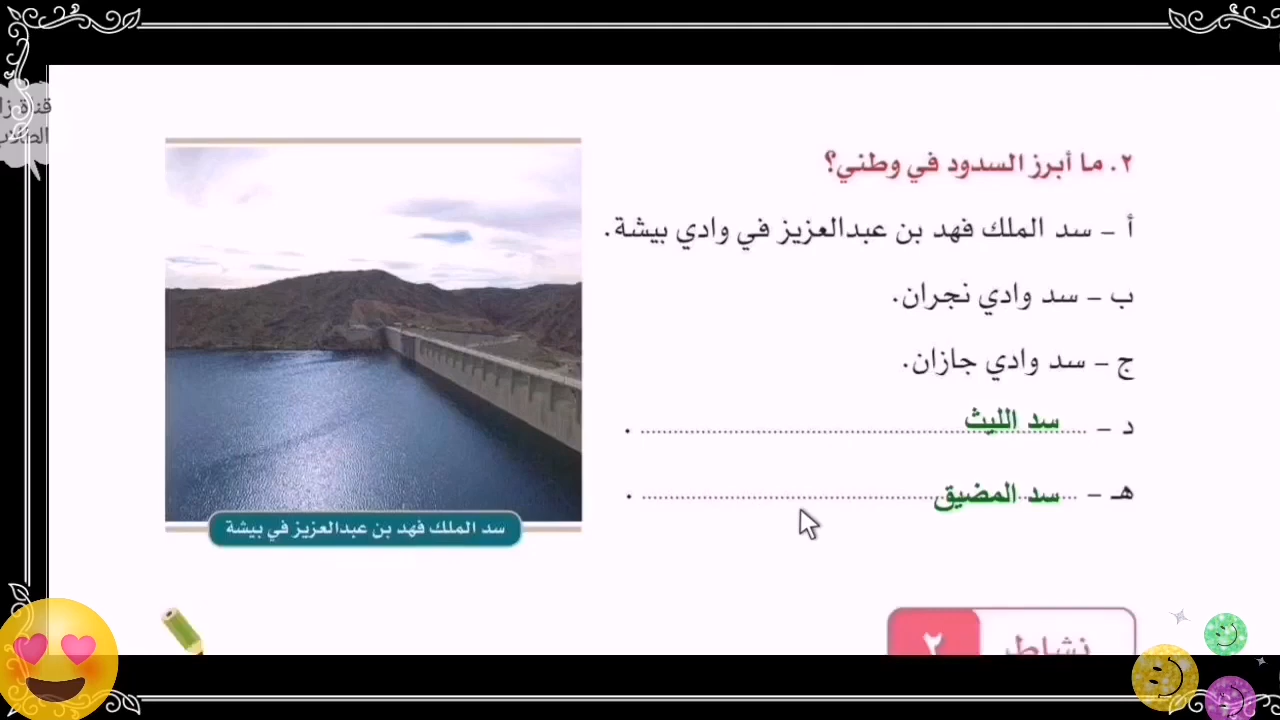 ٢. ما أبرز السدود في وطني؟
أ – سد الملك فهد بن عبدالعزيز في وادي بيشة.
ب – سد وادي نجران.
ج – سد وادي جازان.
د – سد الليث .
هـ – سد المضيق .
سد الملك فهد بن عبدالعزيز في بيشة
نشاط ٢
قناة